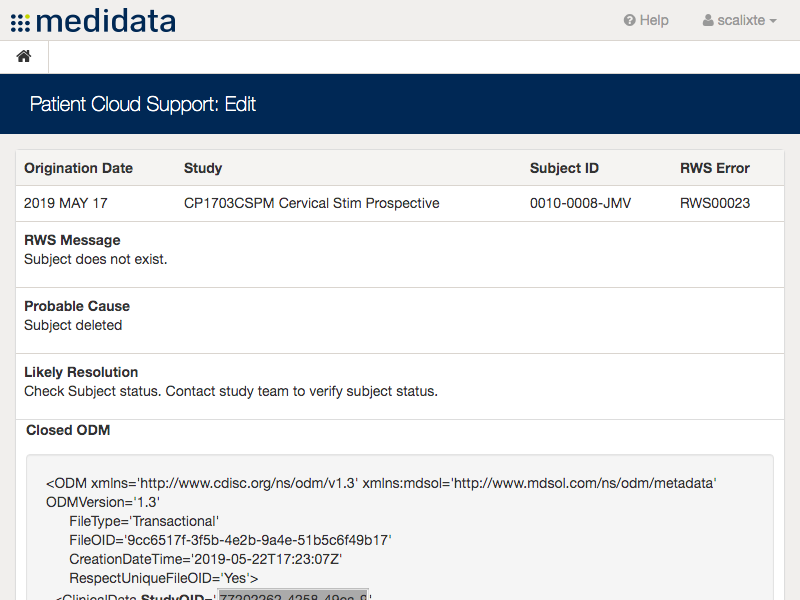 medidata
Help scalixte
Patient Cloud Support: Edit
Origination Date Study Subject ID RWS Error
2019 MAY 17 CP1703CSPM Cervical Stim Prospective 0010-0008-JMV RWS00023
RWS Message
Subject does not exist.
Probable Cause
Subject deleted
Likely Resolution
Check Subject status. Contact study team to verify subject status.
Closed ODM
<ODM xmlns='http://www.cdisc.org/ns/odm/v1.3' xmlns:mdsol='http://www.mdsol.com/ns/odm/metadata'
ODMVersion='1.3'
FileType='Transactional'
FileOID='9cc6517f-3f5b-4e2b-9a4e-51b5c6f49b17'
CreationDateTime='2019-05-22T17:23:07Z'
RespectUniqueFileOID='Yes'>
<ClinicalData StudyOID='